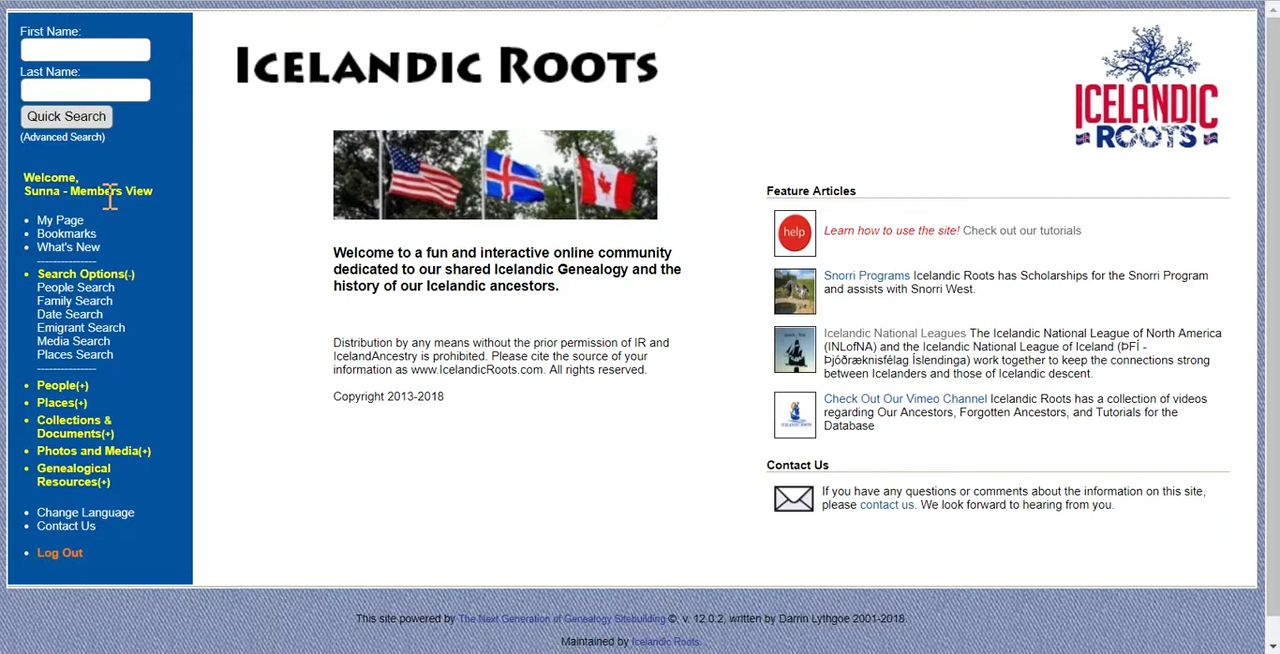 First Name:
Last Name:
Quick Search
(Advanced Search)
Welcome,
Sunna - Members View
My Page
Bookmarks
What's New
---------------
Search Options(-)
People Search
Family Search
Date Search
Emigrant Search
Media Search
Places Search
---------------
People(+)
Places(+)
Collections &
Documents(+)
Photos and Media(+)
Genealogical
Resources(+)
Change Language
Contact Us
Log Out
Icelandic Roots
Welcome to a fun and interactive online community
dedicated to our shared Icelandic Genealogy and the
history of our Icelandic ancestors.
Distribution by any means without the prior permission of IR and
IcelandAncestry is prohibited. Please cite the source of your
information as www.IcelandicRoots.com. All rights reserved.
Copyright 2013-2018
ICELANDIC
ROOTS
Feature Articles
help
Learn how to use the site! Check out our tutorials
Snorri Programs Icelandic Roots has Scholarships for the Snorri Program
and assists with Snorri West.
Icelandic National Leagues The Icelandic National League of North America
(INLofNA) and the Icelandic National League of Iceland (ÞFÍ -
Þjóðræknisfélag Íslendinga) work together to keep the connections strong
between Icelanders and those of Icelandic descent.
Check Out Our Vimeo Channel Icelandic Roots has a collection of videos
regarding Our Ancestors, Forgotten Ancestors, and Tutorials for the
Database
Contact Us
If you have any questions or comments about the information on this site,
please contact us. We look forward to hearing from you.
This site powered by The Next Generation of Genealogy Sitebuilding ©, v. 12.0.2, written by Darrin Lythgoe 2001-2018.
Maintained by Icelandic Roots.